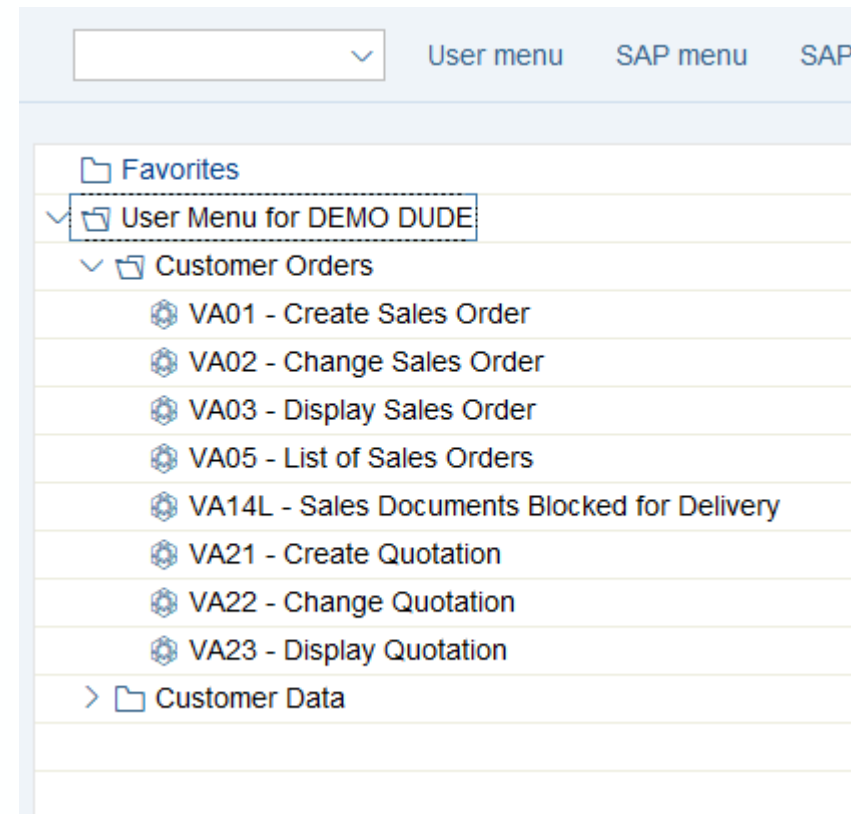 User menu SAP menu SAP
Favorites
User Menu for DEMO DUDE
Customer Orders
VA01 - Create Sales Order
VA02 - Change Sales Order
VA03 - Display Sales Order
VA05 - List of Sales Orders
VA14L - Sales Documents Blocked for Delivery
VA21 - Create Quotation
VA22 - Change Quotation
VA23 - Display Quotation
Customer Data